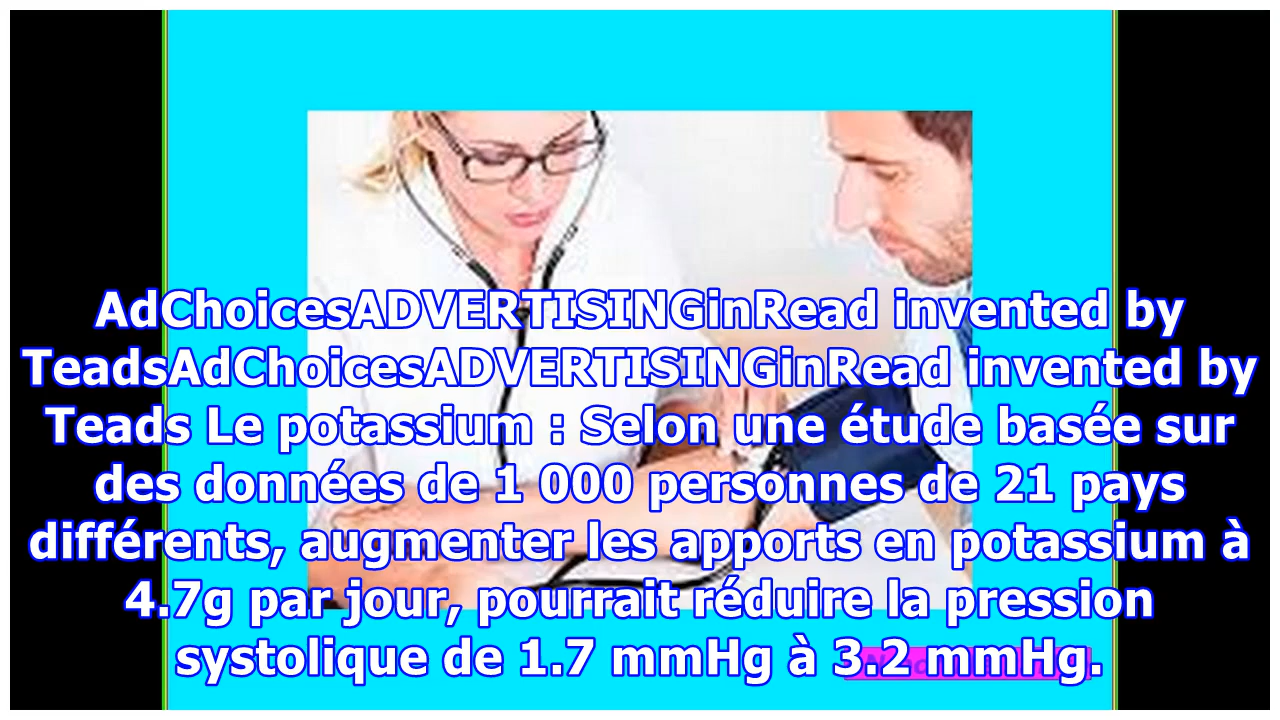 AdChoicesADVERTISINGinRead invented by
TeadsAdChoicesADVERTISINGinRead invented by
Teads Le potassium : Selon une étude basée sur
des données de 1 000 personnes de 21 pays
différents, augmenter les apports en potassium à
4.7g par jour, pourrait réduire la pression
systolique de 1.7 mmHg à 3.2 mmHg.